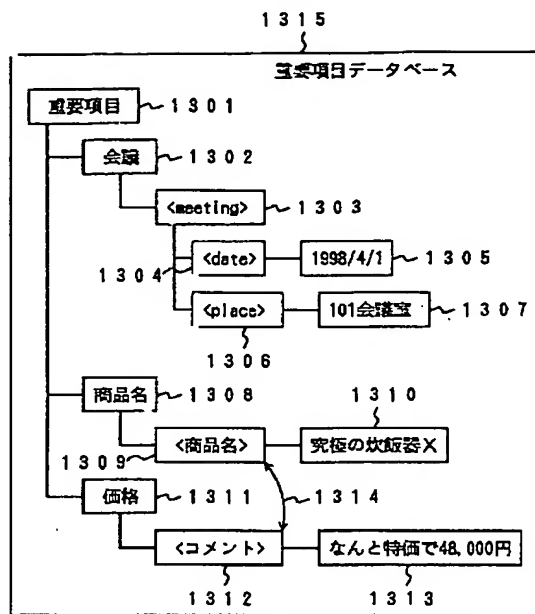 1315
重要項目データベース
重要項目 1301
会議 1302
<meeting> 1303
1304 <date> 1998/4/1 1305
<place> 101会議室 1307
1306
商品名 1308 1310
1309 <商品名> 究極の炊飯器X
価格 1311 1314
<コメント> なんと特価で48,000円
1312 1313